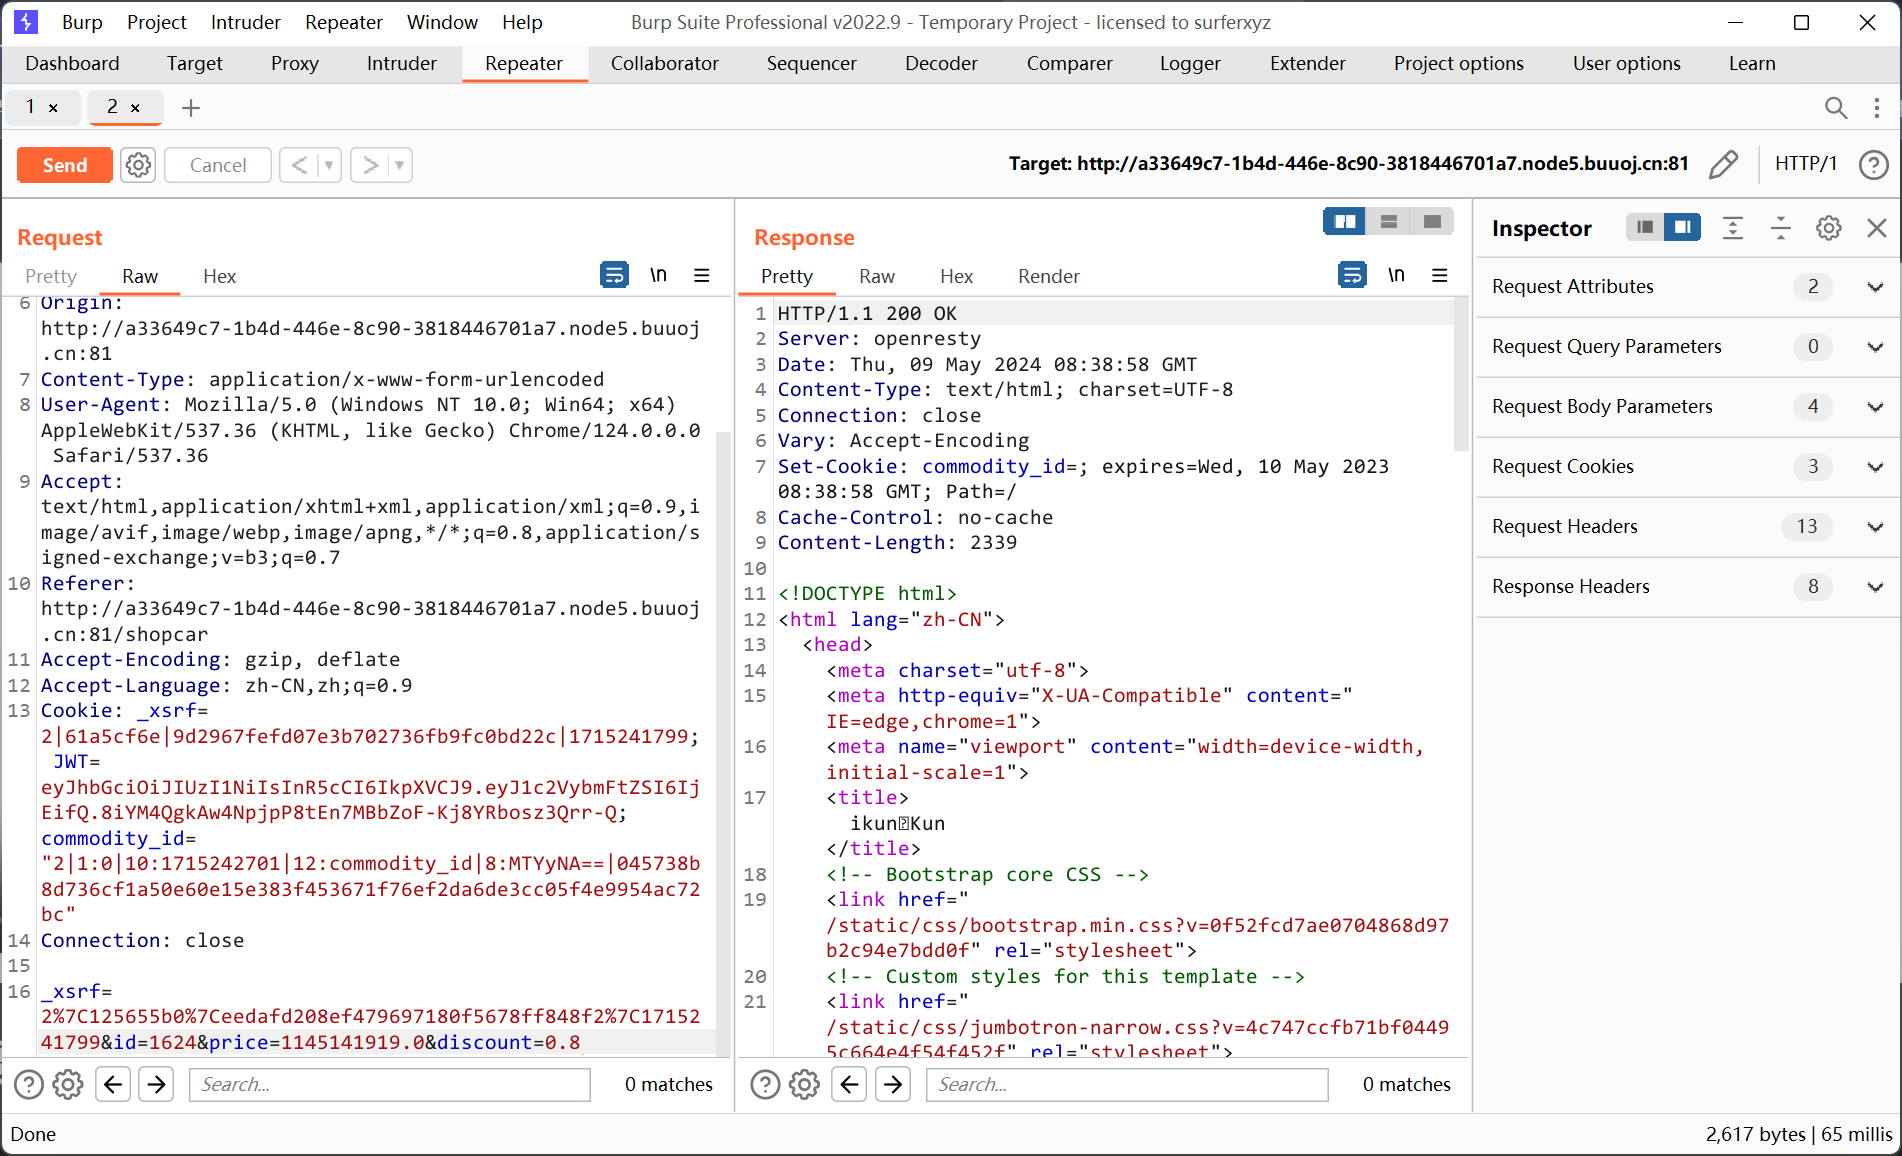 Burp Project Intruder Repeater Window Help Burp Suite Professional v2022.9 - Temporary Project - licensed to surferxyz
Dashboard Target Proxy Intruder Repeater Collaborator Sequencer Decoder Comparer Logger Extender Project options User options Learn
1 × 2 × +
Send Cancel < > Target: http://a33649c7-1b4d-446e-8c90-3818446701a7.node5.buuoj.cn:81 HTTP/1 ?
Request
Pretty Raw Hex \n
6 Origin:
http://a33649c7-1b4d-446e-8c90-3818446701a7.node5.buuoj
.cn:81
7 Content-Type: application/x-www-form-urlencoded
8 User-Agent: Mozilla/5.0 (Windows NT 10.0; Win64; x64)
AppleWebKit/537.36 (KHTML, like Gecko) Chrome/124.0.0.0
Safari/537.36
9 Accept:
text/html,application/xhtml+xml,application/xml;q=0.9,i
mage/avif,image/webp,image/apng,*/*;q=0.8,application/s
igned-exchange;v=b3;q=0.7
10 Referer:
http://a33649c7-1b4d-446e-8c90-3818446701a7.node5.buuoj
.cn:81/shopcar
11 Accept-Encoding: gzip, deflate
12 Accept-Language: zh-CN,zh;q=0.9
13 Cookie: _xsrf=
2|61a5cf6e|9d2967fefd07e3b702736fb9fc0bd22c|1715241799;
JWT=
eyJhbGciOiJIUzI1NiIsInR5cCI6IkpXVCJ9.eyJ1c2VybmFtZSI6Ij
EifQ.8iYM4QgkAw4NpjpP8tEn7MBbZoF-Kj8YRbosz3Qrr-Q;
commodity_id=
"2|1:0|10:1715242701|12:commodity_id|8:MTYyNA==|045738b
8d736cf1a50e60e15e383f453671f76ef2da6de3cc05f4e9954ac72
bc"
14 Connection: close
15
16 _xsrf=
2%7C125655b0%7Ceedafd208ef479697180f5678ff848f2%7C17152
41799&id=1624&price=1145141919.0&discount=0.8
? Search... 0 matches
Response
Pretty Raw Hex Render \n
1 HTTP/1.1 200 OK
2 Server: openresty
3 Date: Thu, 09 May 2024 08:38:58 GMT
4 Content-Type: text/html; charset=UTF-8
5 Connection: close
6 Vary: Accept-Encoding
7 Set-Cookie: commodity_id=; expires=Wed, 10 May 2023
08:38:58 GMT; Path=/
8 Cache-Control: no-cache
9 Content-Length: 2339
10
11 <!DOCTYPE html>
12 <html lang="zh-CN">
13 <head>
14 <meta charset="utf-8">
15 <meta http-equiv="X-UA-Compatible" content="
IE=edge,chrome=1">
16 <meta name="viewport" content="width=device-width,
initial-scale=1">
17 <title>
ikun Kun
</title>
18 <!-- Bootstrap core CSS -->
19 <link href="
/static/css/bootstrap.min.css?v=0f52fcd7ae0704868d97
b2c94e7bdd0f" rel="stylesheet">
20 <!-- Custom styles for this template -->
21 <link href="
/static/css/jumbotron-narrow.css?v=4c747ccfb71bf0449
5c664e4f54f452f" rel="stylesheet">
? Search... 0 matches
Inspector
Request Attributes 2
Request Query Parameters 0
Request Body Parameters 4
Request Cookies 3
Request Headers 13
Response Headers 8
Done 2,617 bytes | 65 millis